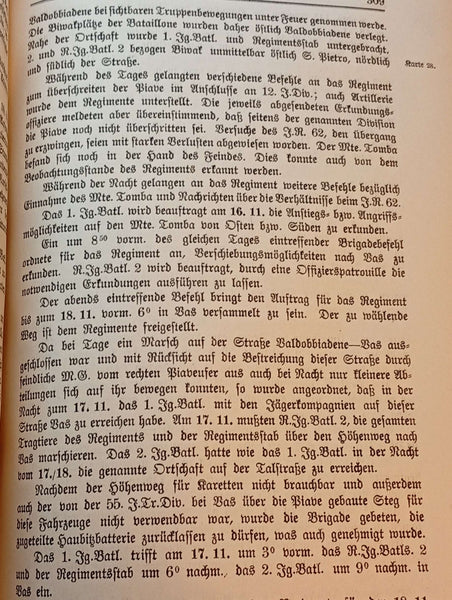 309
Valdobbiadene bei sichtbaren Truppenbewegungen unter Feuer genommen werde.
Die Biwakplätze der Bataillone wurden daher östlich Valdobbiadene verlegt.
Nahe der Ortschaft wurde 1. Jg.Batl. und Regimentsstab untergebracht.
2. und R.Jg.Batl. 2 bezogen Biwak unmittelbar östlich S. Pietro, nördlich
und südlich der Straße.
Karte 28.
Während des Tages gelangten verschiedene Befehle an das Regiment
zum Überschreiten der Piave im Anschlusse an 12. J.Div.; auch Artillerie
wurde dem Regimente unterstellt. Die jeweils abgesendeten Erkundungs-
offiziere meldeten aber übereinstimmend, daß seitens der genannten Division
die Piave noch nicht überschritten sei. Versuche des J.R. 62, den Übergang
zu erzwingen, seien mit starken Verlusten abgewiesen worden. Der Mte. Tomba
befand sich noch in der Hand des Feindes. Dies konnte auch von dem
Beobachtungsstande des Regiments erkannt werden.
Während der Nacht gelangen an das Regiment weitere Befehle bezüglich
Einnahme des Mte. Tomba und Nachrichten über die Verhältnisse beim J.R. 62.
Das 1. Jg.Batl. wird beauftragt am 16. 11. die Anstiegs- bzw. Angriffs-
möglichkeiten auf den Mte. Tomba von Osten bzw. Süden zu erkunden.
Ein um 8⁵⁰ vorm. des gleichen Tages eintreffender Brigadebefehl
ordnete für das Regiment an, Verschiebungsmöglichkeiten nach Vas zu
erkunden. R.Jg.Batl. 2 wird beauftragt, durch eine Offizierspatrouille die
notwendigen Erkundungen ausführen zu lassen.
Der abends eintreffende Befehl bringt den Auftrag für das Regiment
bis zum 18. 11. vorm. 6⁰ in Vas versammelt zu sein. Der zu wählende
Weg ist dem Regimente freigestellt.
Da bei Tage ein Marsch auf der Straße Valdobbiadene—Vas aus-
geschlossen war und mit Rücksicht auf die Bestreichung dieser Straße durch
feindliche M.G. vom rechten Piaveufer aus auch bei Nacht nur kleinere Ab-
teilungen sich auf ihr bewegen konnten, so wurde angeordnet, daß in der
Nacht zum 17. 11. das 1. Jg.Batl. mit den Jägerkompagnien auf dieser
Straße Vas zu erreichen habe. Am 17. 11. mußten R.Jg.Batl. 2, die gesamten
Tragtiere des Regiments und der Regimentsstab über den Höhenweg nach
Vas marschieren. Das 2. Jg.Batl. hatte wie das 1. Jg.Batl. in der Nacht
vom 17./18. die genannte Ortschaft auf der Talstraße zu erreichen.
Nachdem der Höhenweg für Karetten nicht brauchbar und außerdem
auch der von der 55. J.Tr.Div. bei Vas über die Piave gebaute Steg für
diese Fahrzeuge nicht verwendbar war, wurde die Brigade gebeten, die
zugeteilte Haubitzbatterie zurücklassen zu dürfen, was auch genehmigt wurde.
Das 1. Jg.Batl. trifft am 17. 11. um 3⁰ vorm. das R.Jg.Batls. 2
und der Regimentsstab um 6⁰ nachm., das 2. Jg.Batl. um 9⁰ nachm. in
Vas ein.